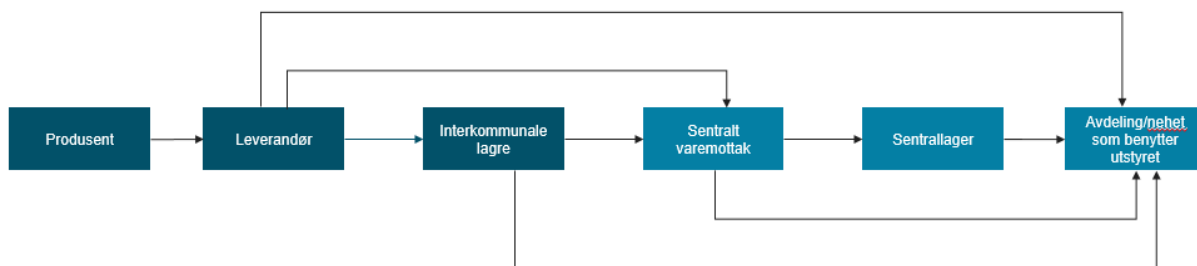 Produsent
Leverandør
Interkommunale
lagre
Sentralt
varemottak
Sentrallager
Avdeling/nehet
som benytter
utstyret